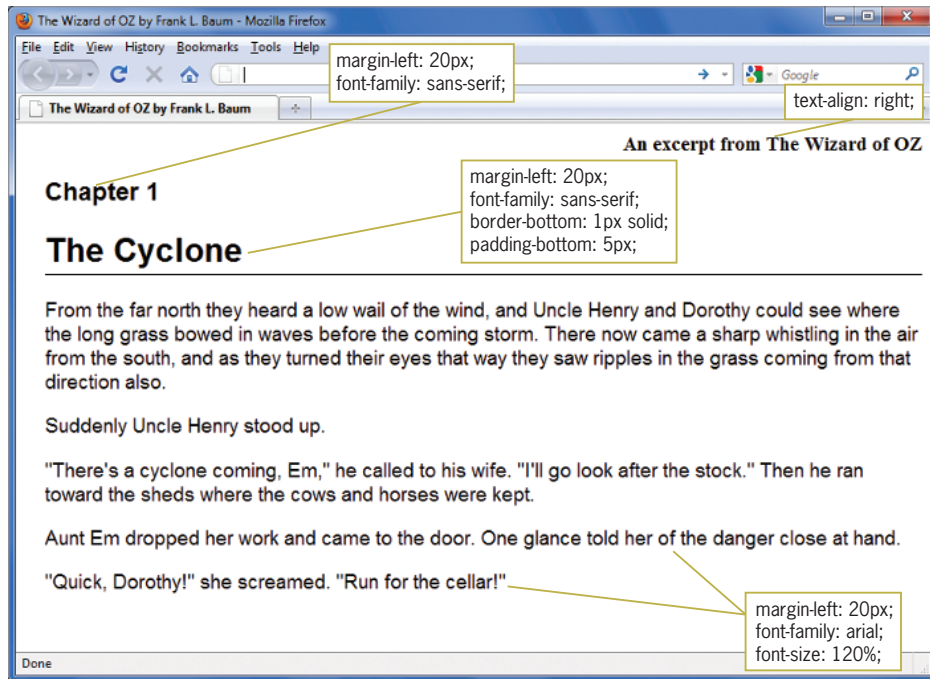 The Wizard of OZ by Frank L. Baum - Mozilla Firefox
File Edit View History Bookmarks Tools Help
margin-left: 20px;
font-family: sans-serif;
Google
The Wizard of OZ by Frank L. Baum
text-align: right;
An excerpt from The Wizard of OZ
Chapter 1
margin-left: 20px;
font-family: sans-serif;
border-bottom: 1px solid;
padding-bottom: 5px;
The Cyclone
From the far north they heard a low wail of the wind, and Uncle Henry and Dorothy could see where
the long grass bowed in waves before the coming storm. There now came a sharp whistling in the air
from the south, and as they turned their eyes that way they saw ripples in the grass coming from that
direction also.
Suddenly Uncle Henry stood up.
"There's a cyclone coming, Em," he called to his wife. "I'll go look after the stock." Then he ran
toward the sheds where the cows and horses were kept.
Aunt Em dropped her work and came to the door. One glance told her of the danger close at hand.
"Quick, Dorothy!" she screamed. "Run for the cellar!"
margin-left: 20px;
font-family: arial;
font-size: 120%;
Done